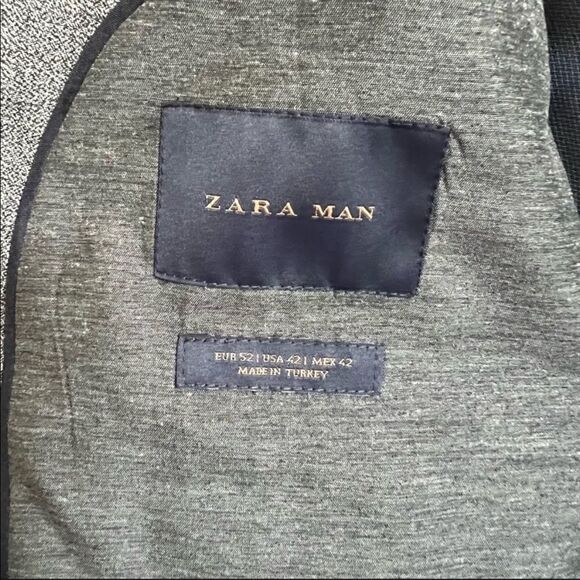 ZARA MAN
EUR 52 | USA 42 | MEX 42
MADE IN TURKEY